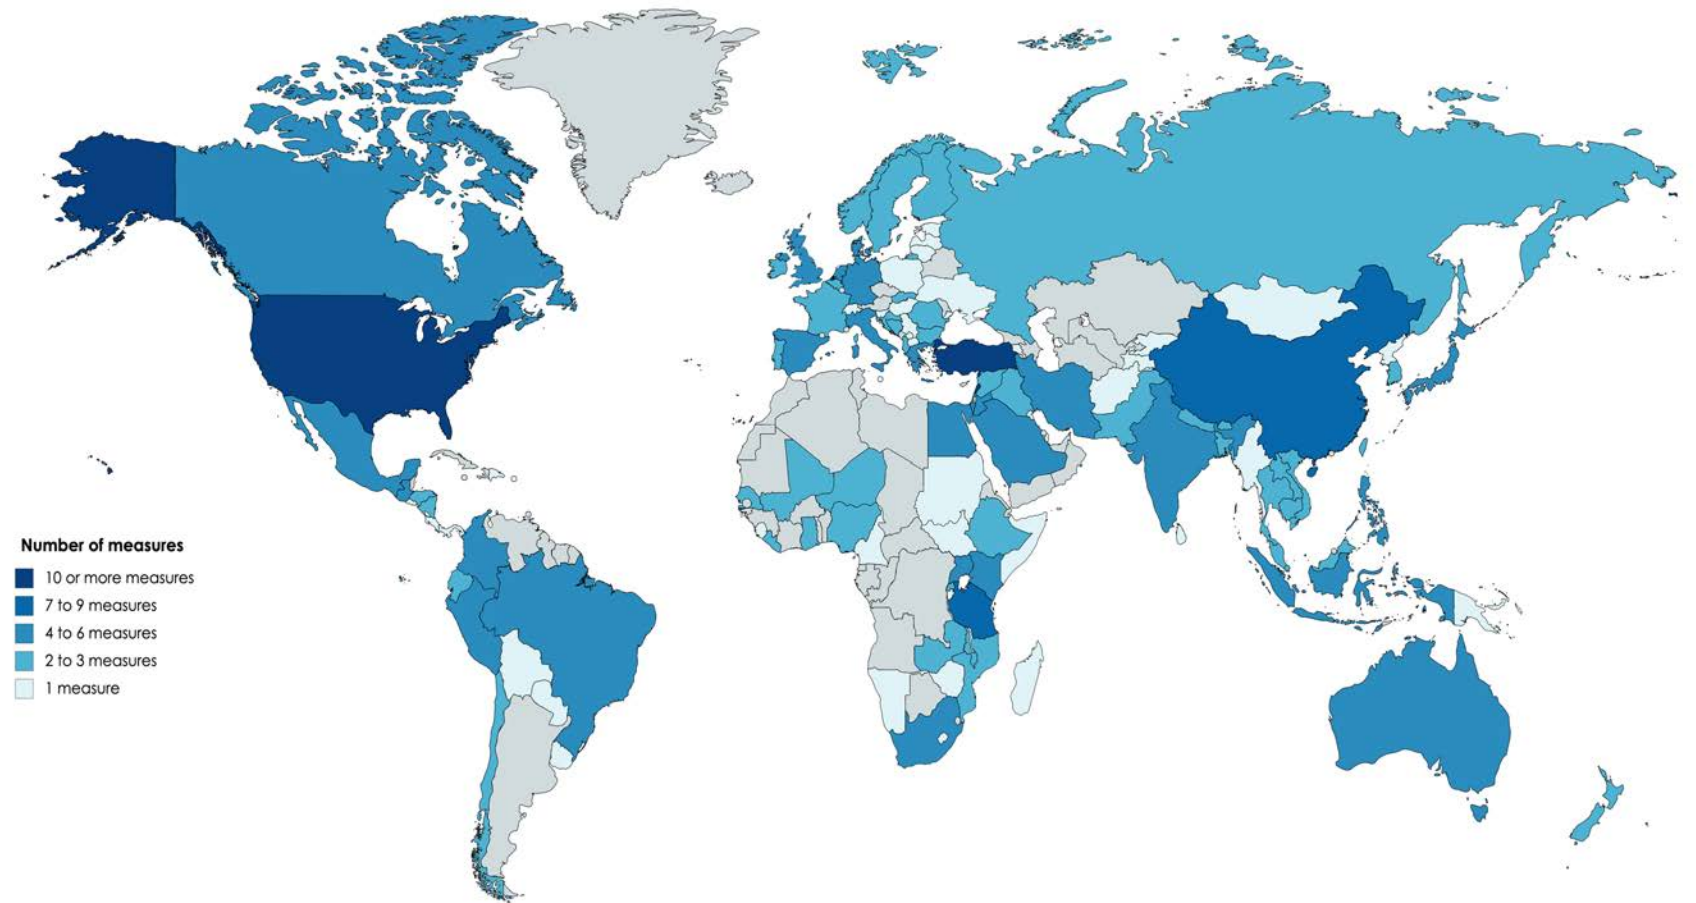 Number of measures
10 or more measures
7 to 9 measures
4 to 6 measures
2 to 3 measures
1 measure